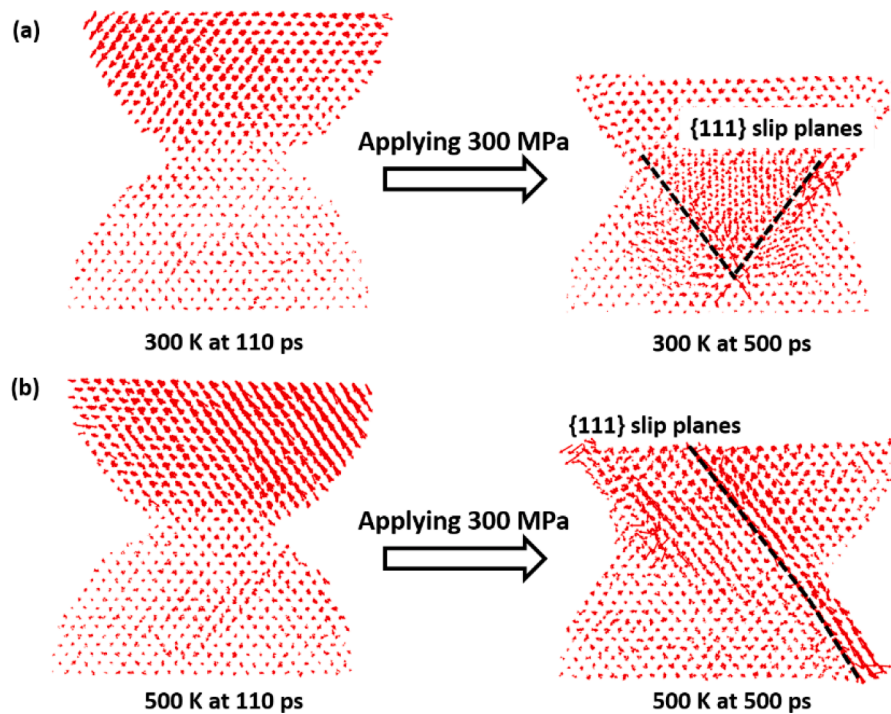 (a)
Applying 300 MPa
{111} slip planes
300 K at 110 ps
300 K at 500 ps
(b)
{111} slip planes
Applying 300 MPa
500 K at 110 ps
500 K at 500 ps